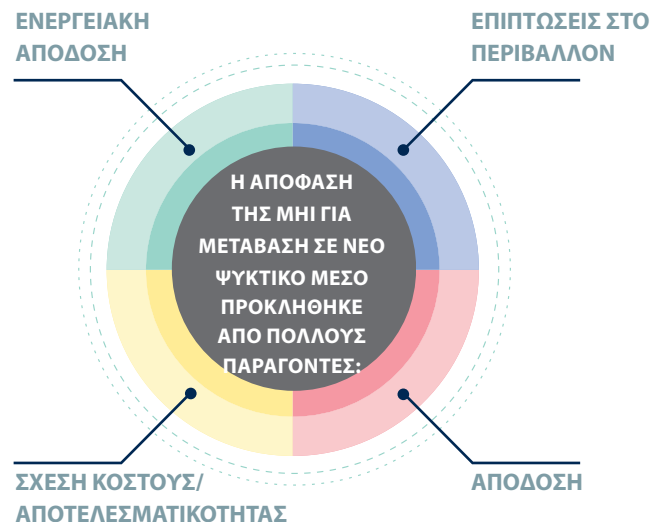 ΕΝΕΡΓΕΙΑΚΗ
ΑΠΟΔΟΣΗ
ΕΠΙΠΤΩΣΕΙΣ ΣΤΟ
ΠΕΡΙΒΑΛΛΟΝ
Η ΑΠΟΦΑΣΗ
ΤΗΣ MHI ΓΙΑ
ΜΕΤΑΒΑΣΗ ΣΕ ΝΕΟ
ΨΥΚΤΙΚΟ ΜΕΣΟ
ΠΡΟΚΛΗΘΗΚΕ
ΑΠΟ ΠΟΛΛΟΥΣ
ΠΑΡΑΓΟΝΤΕΣ:
ΣΧΕΣΗ ΚΟΣΤΟΥΣ/
ΑΠΟΤΕΛΕΣΜΑΤΙΚΟΤΗΤΑΣ
ΑΠΟΔΟΣΗ